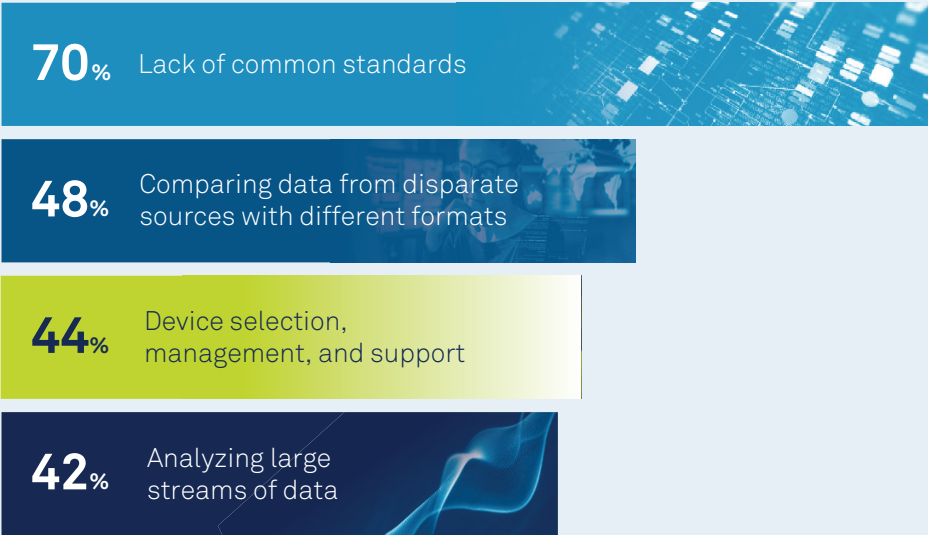 70% Lack of common standards
48% Comparing data from disparate
sources with different formats
44% Device selection,
management, and support
42% Analyzing large
streams of data